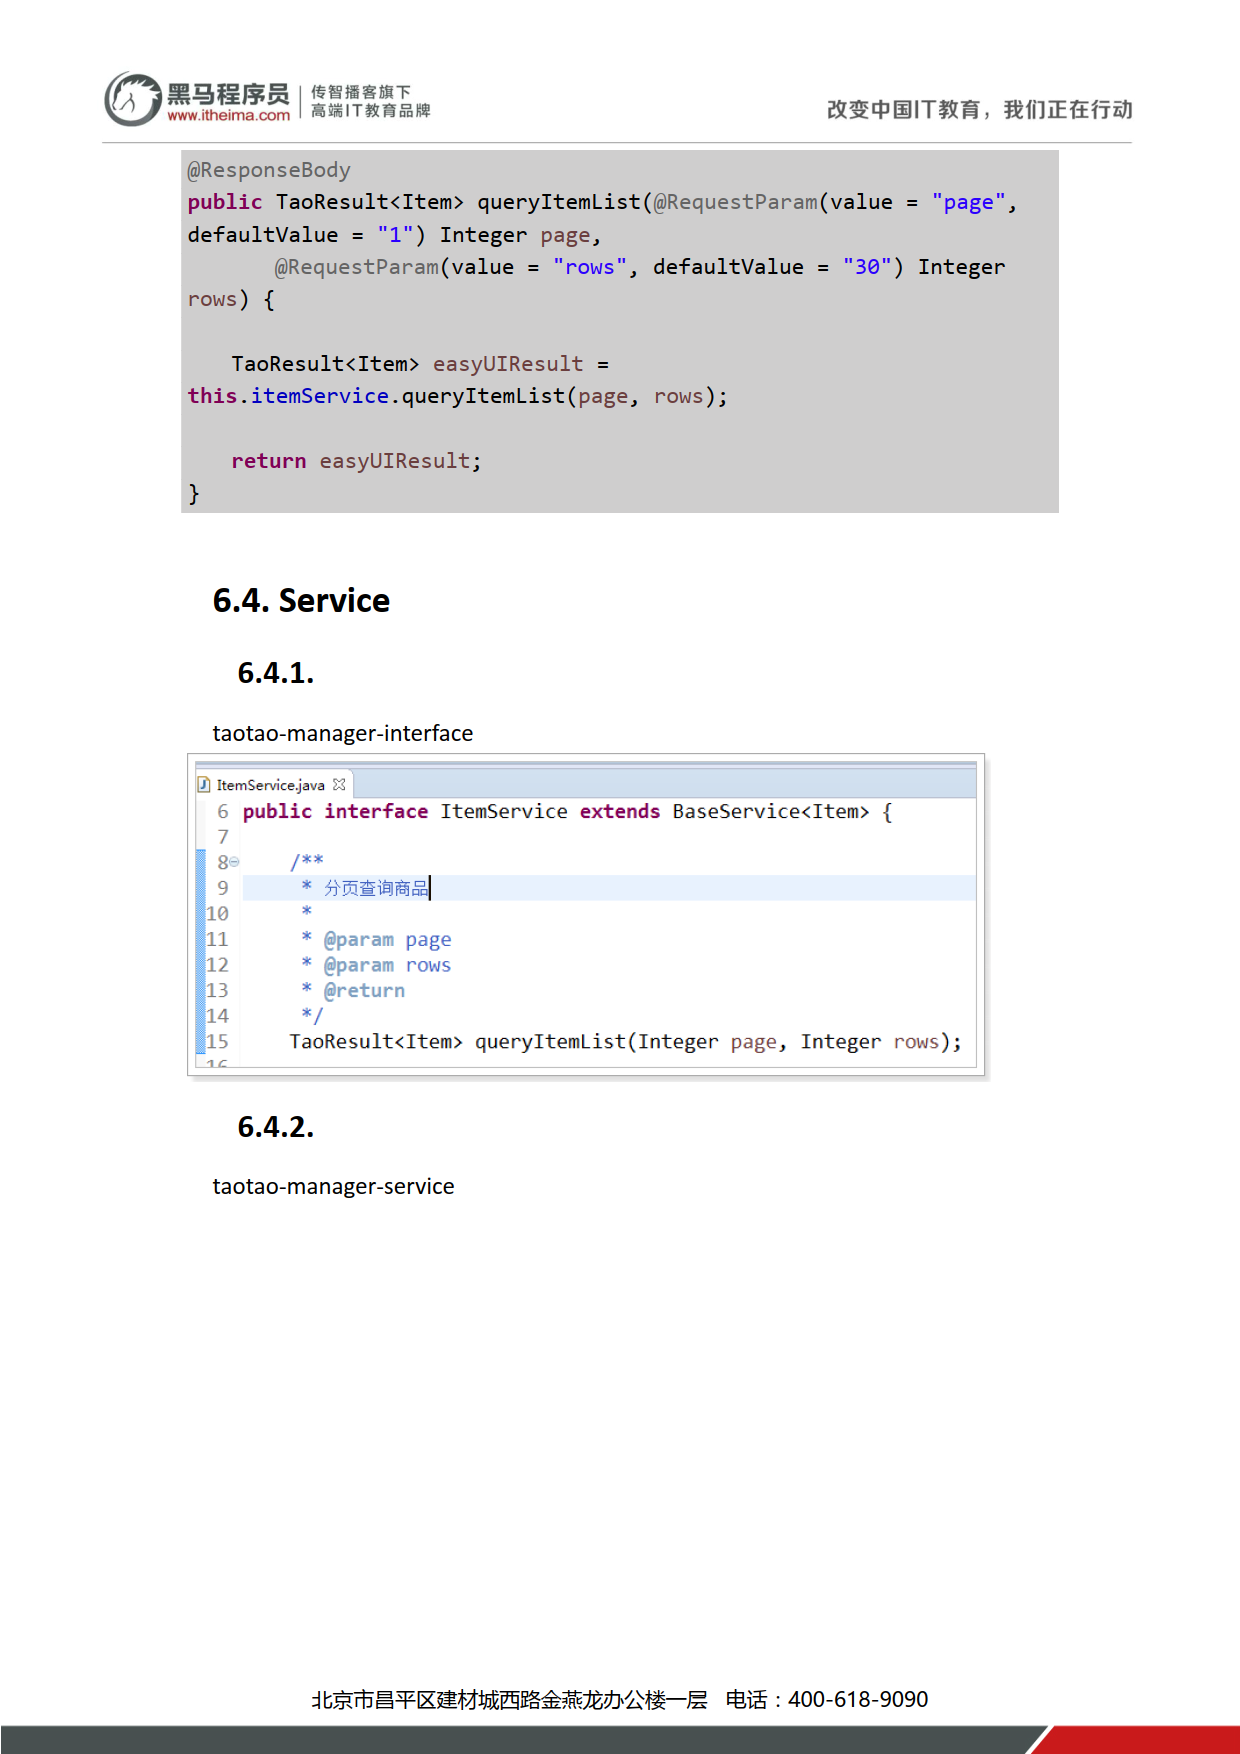 黑马程序员
www.itheima.com
传智播客旗下
高端IT教育品牌
改变中国IT教育，我们正在行动
@ResponseBody
public TaoResult<Item> queryItemList(@RequestParam(value = "page",
defaultValue = "1") Integer page,
@RequestParam(value = "rows", defaultValue = "30") Integer
rows) {
TaoResult<Item> easyUIResult =
this.itemService.queryItemList(page, rows);
return easyUIResult;
}
6.4. Service
6.4.1.
taotao-manager-interface
ItemService.java
6 public interface ItemService extends BaseService<Item> {
7
8 /**
9 * 分页查询商品
10 *
11 * @param page
12 * @param rows
13 * @return
14 */
15 TaoResult<Item> queryItemList(Integer page, Integer rows);
16
6.4.2.
taotao-manager-service
北京市昌平区建材城西路金燕龙办公楼一层 电话：400-618-9090